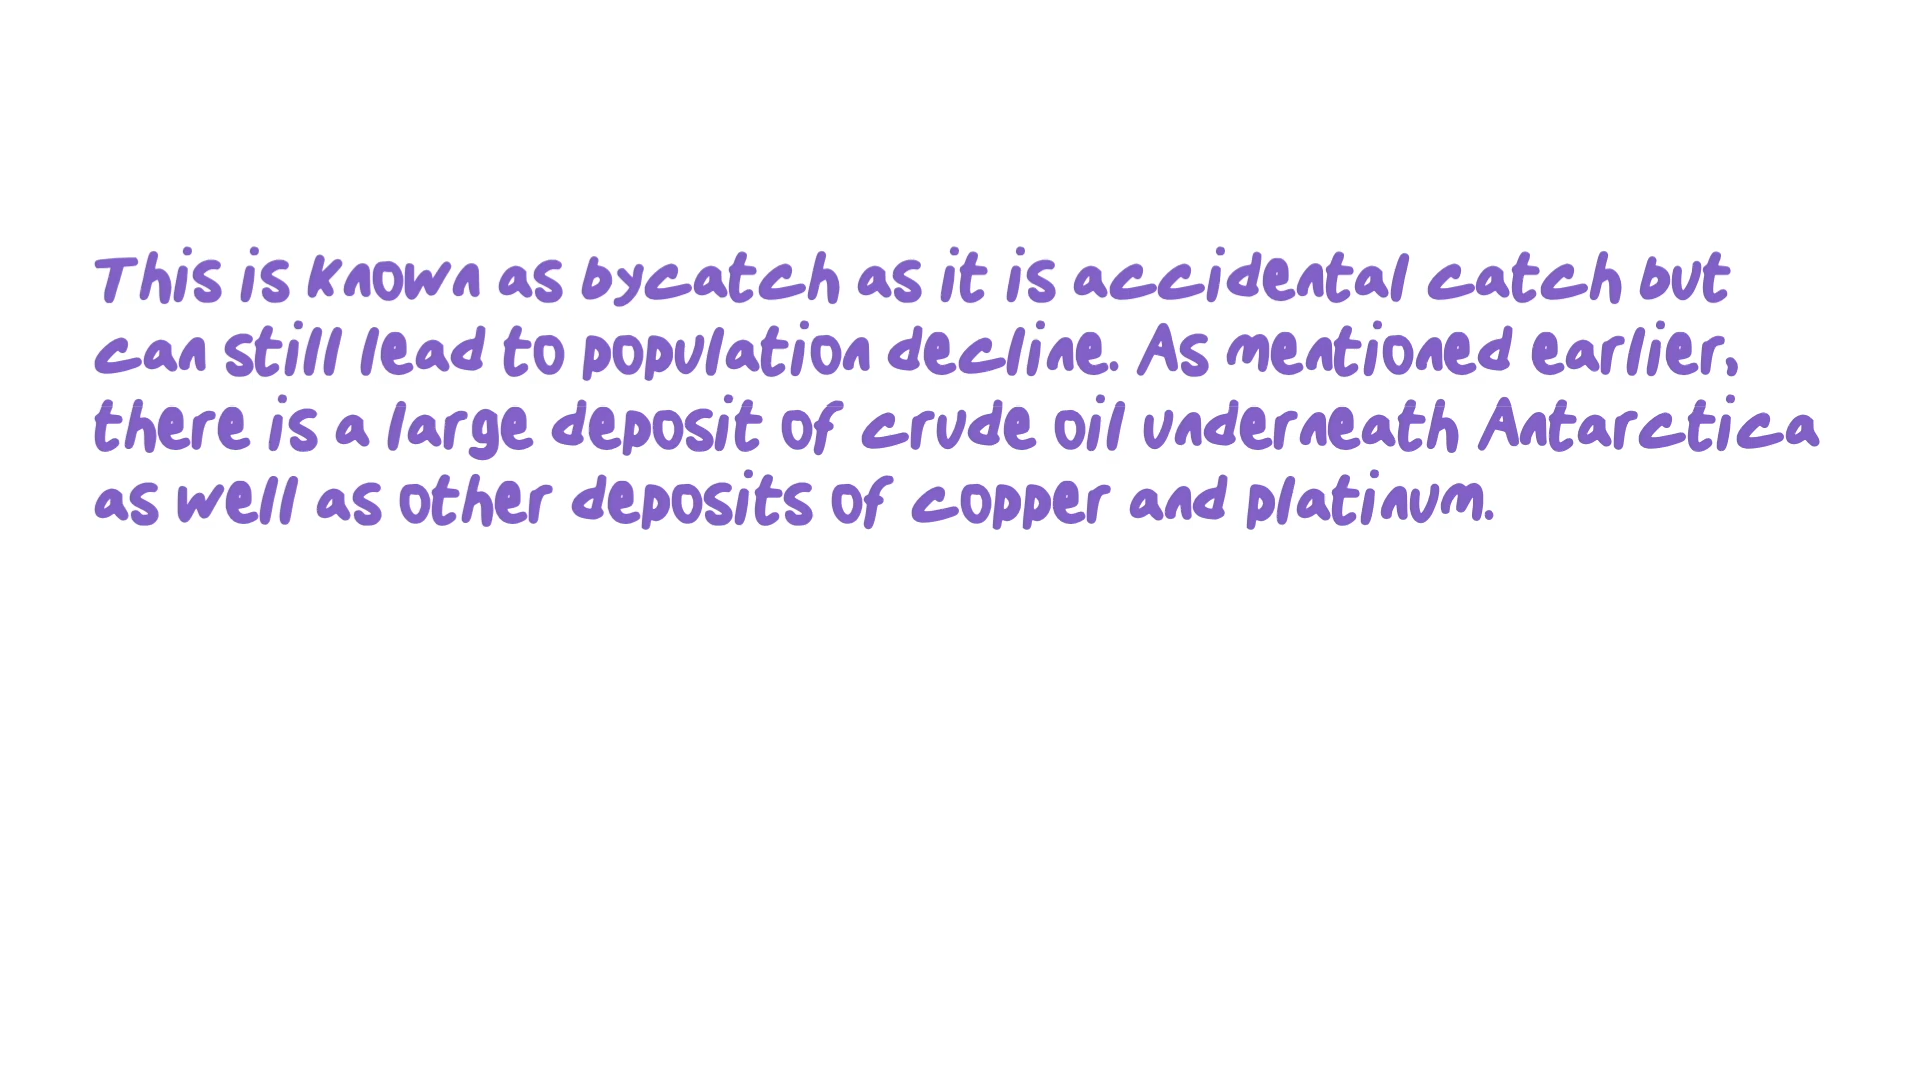 This is known as bycatch as it is accidental catch but
can still lead to population decline. As mentioned earlier,
there is a large deposit of crude oil underneath Antarctica
as well as other deposits of copper and platinum.